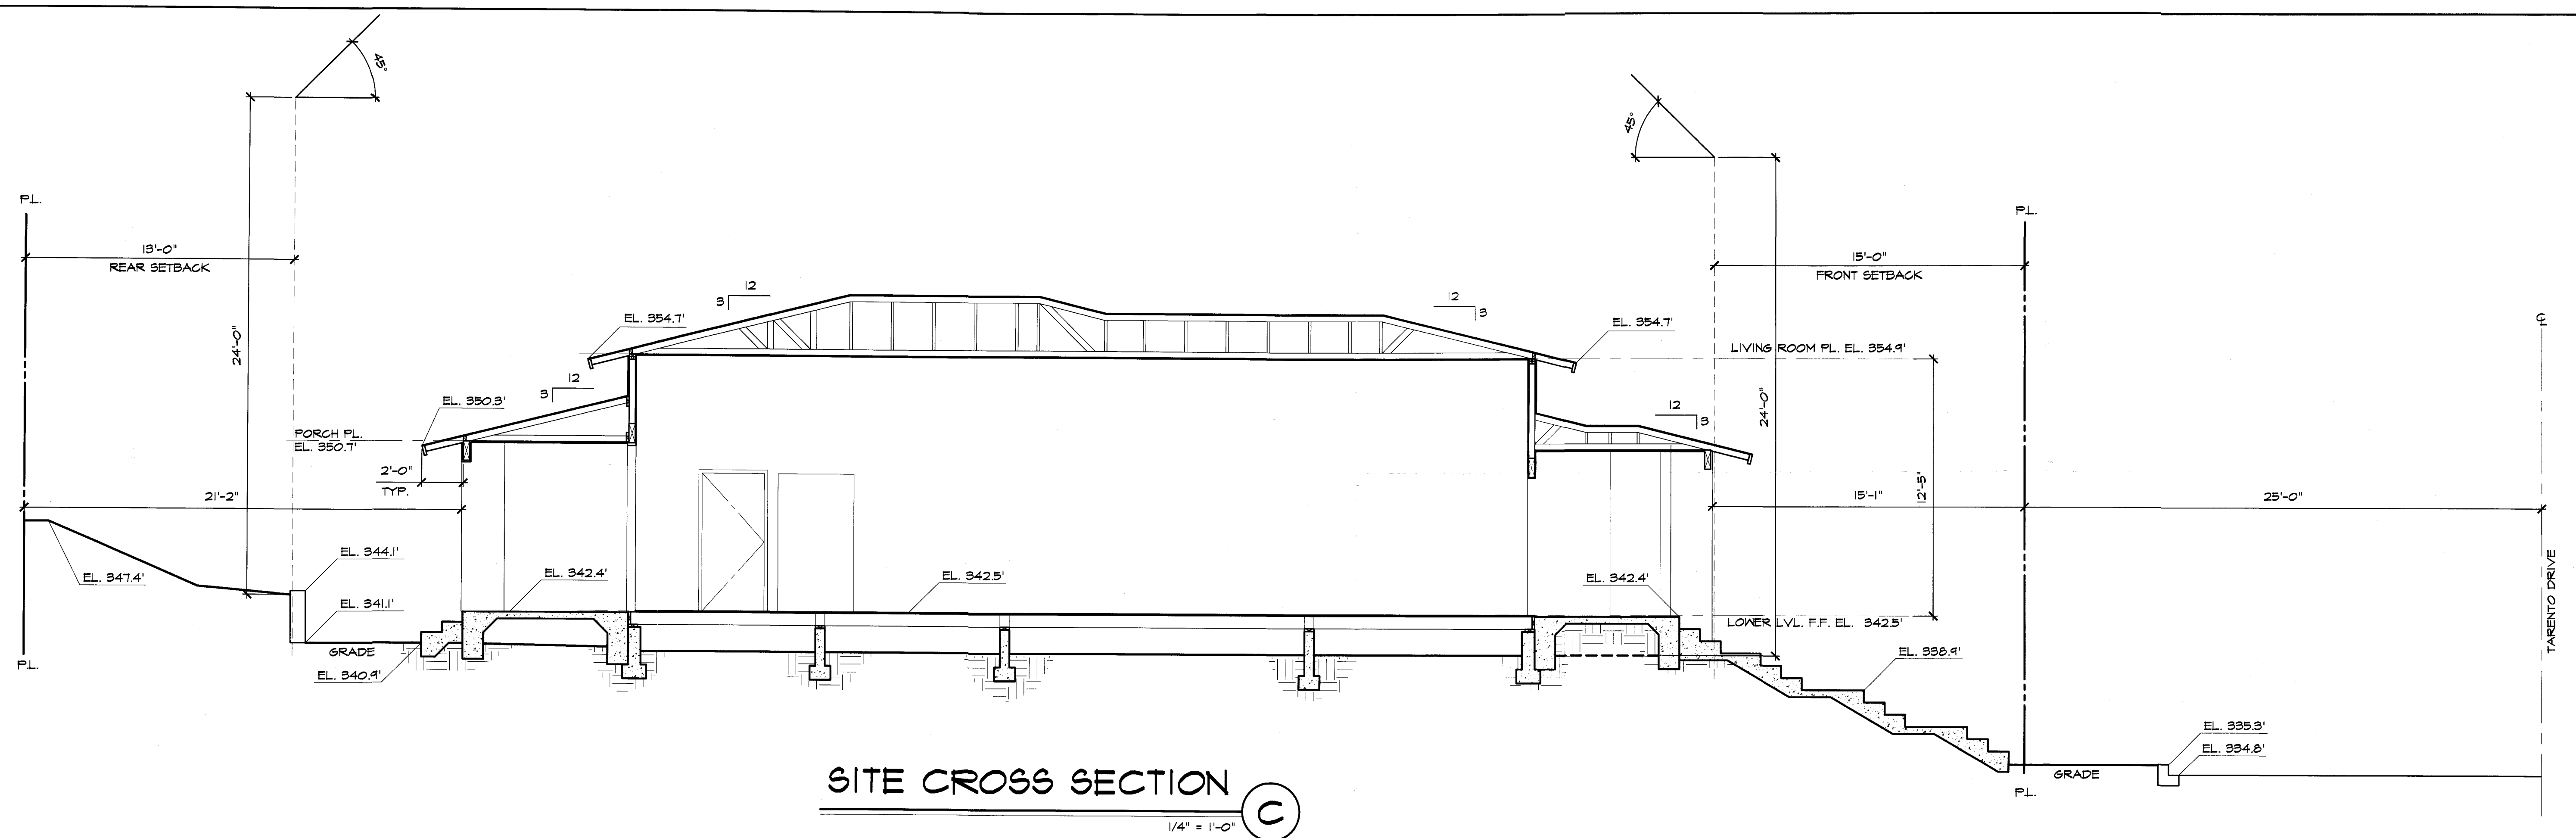 45°
45°
P.L.
P.L.
13'-0"
REAR SETBACK
15'-0"
FRONT SETBACK
12
3
12
3
EL. 354.7'
EL. 354.7'
℄
24'-0"
LIVING ROOM PL. EL. 354.9'
12
3
EL. 350.3'
12
3
24'-0"
PORCH PL.
EL. 350.7'
2'-0"
TYP.
21'-2"
15'-1"
12'-5"
25'-0"
EL. 344.1'
EL. 347.4'
EL. 342.4'
EL. 342.5'
EL. 342.4'
EL. 341.1'
LOWER LVL. F.F. EL. 342.5'
TARENTO DRIVE
GRADE
P.L.
EL. 340.9'
EL. 338.9'
EL. 335.3'
EL. 334.8'
GRADE
P.L.
SITE CROSS SECTION
C
1/4" = 1'-0"